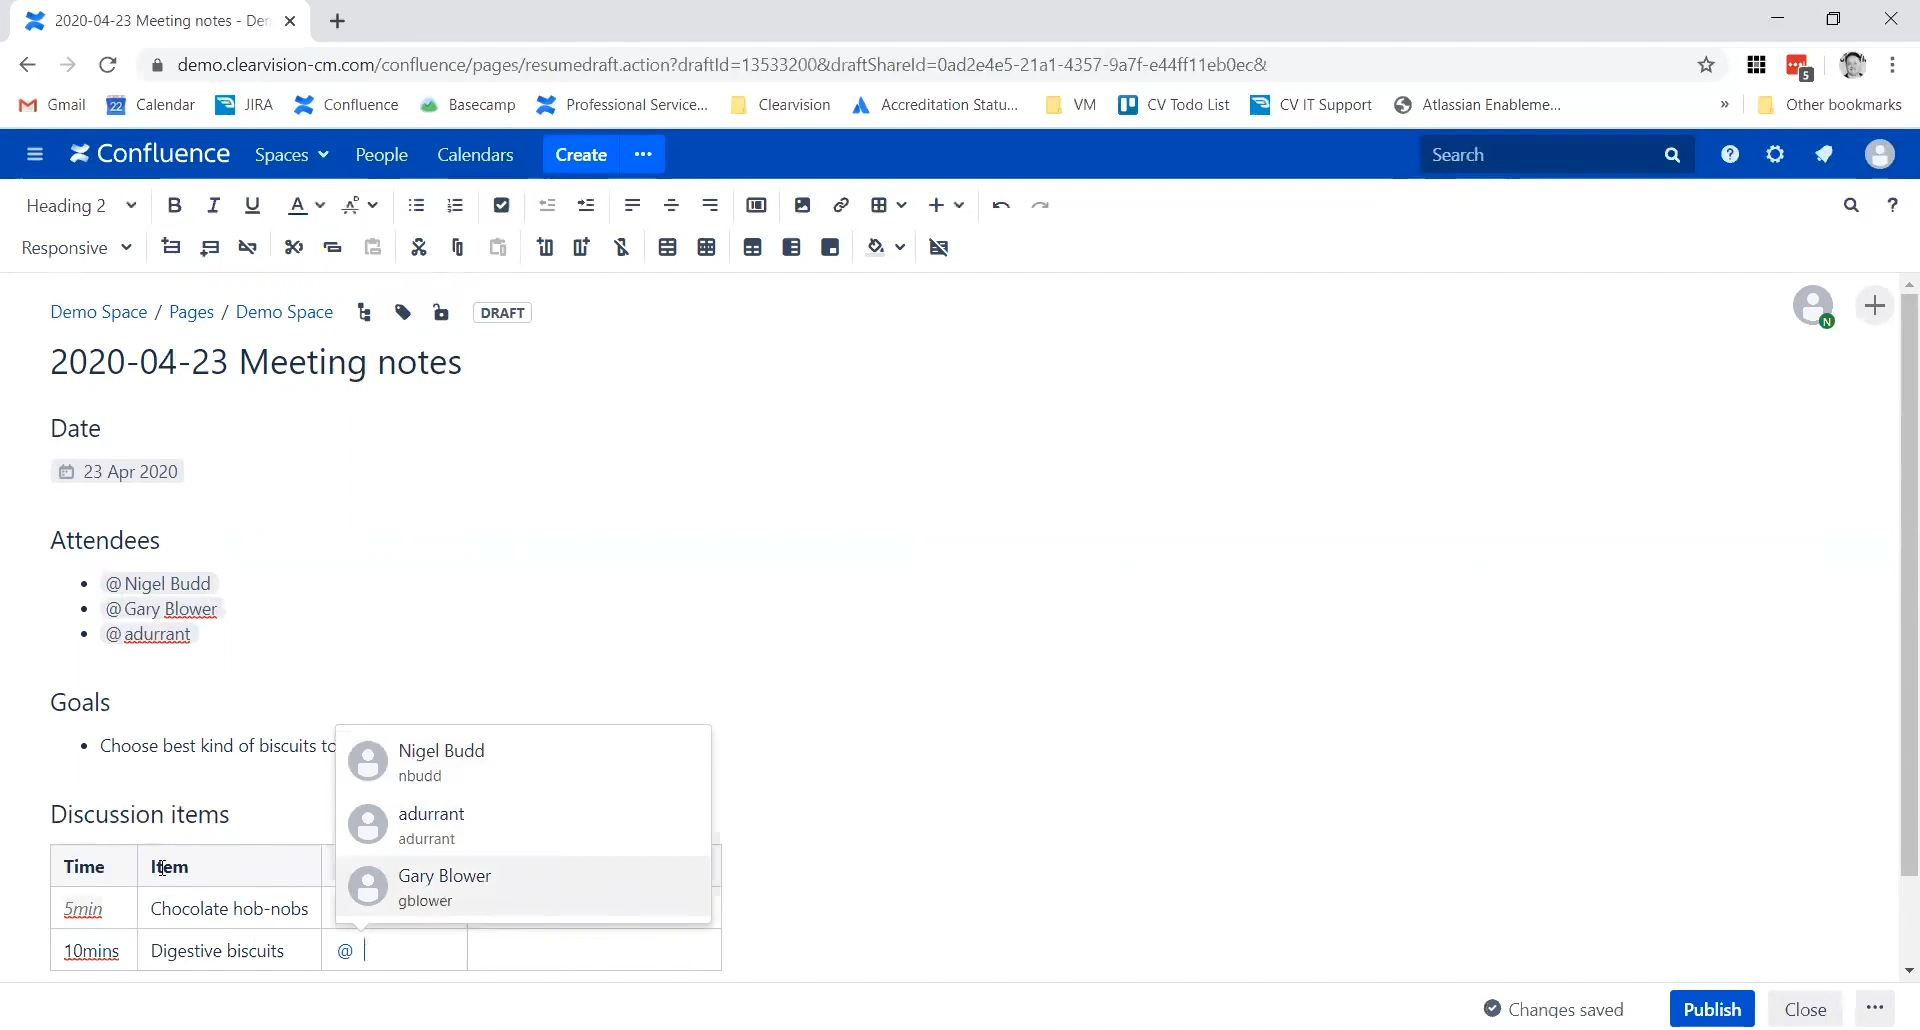 2020-04-23 Meeting notes - De
demo.clearvision-cm.com/confluence/pages/resumedraft.action?draftId=13533200&draftShareId=0ad2e4e5-21a1-4357-9a7f-e44ff11eb0ec&
5
Gmail
22 Calendar
JIRA
Confluence
Basecamp
Professional Service...
Clearvision
Accreditation Statu...
VM
CV Todo List
CV IT Support
Atlassian Enableme...
»
Other bookmarks
Confluence
Spaces
People
Calendars
Create
Search
Heading 2
B I U A
Responsive
Demo Space / Pages / Demo Space
DRAFT
N
2020-04-23 Meeting notes
Date
23 Apr 2020
Attendees
• @Nigel Budd
• @Gary Blower
• @adurrant
Goals
• Choose best kind of biscuits to
Nigel Budd
nbudd
adurrant
adurrant
Gary Blower
gblower
Discussion items
Time Item
5min Chocolate hob-nobs
10mins Digestive biscuits @
Changes saved
Publish
Close